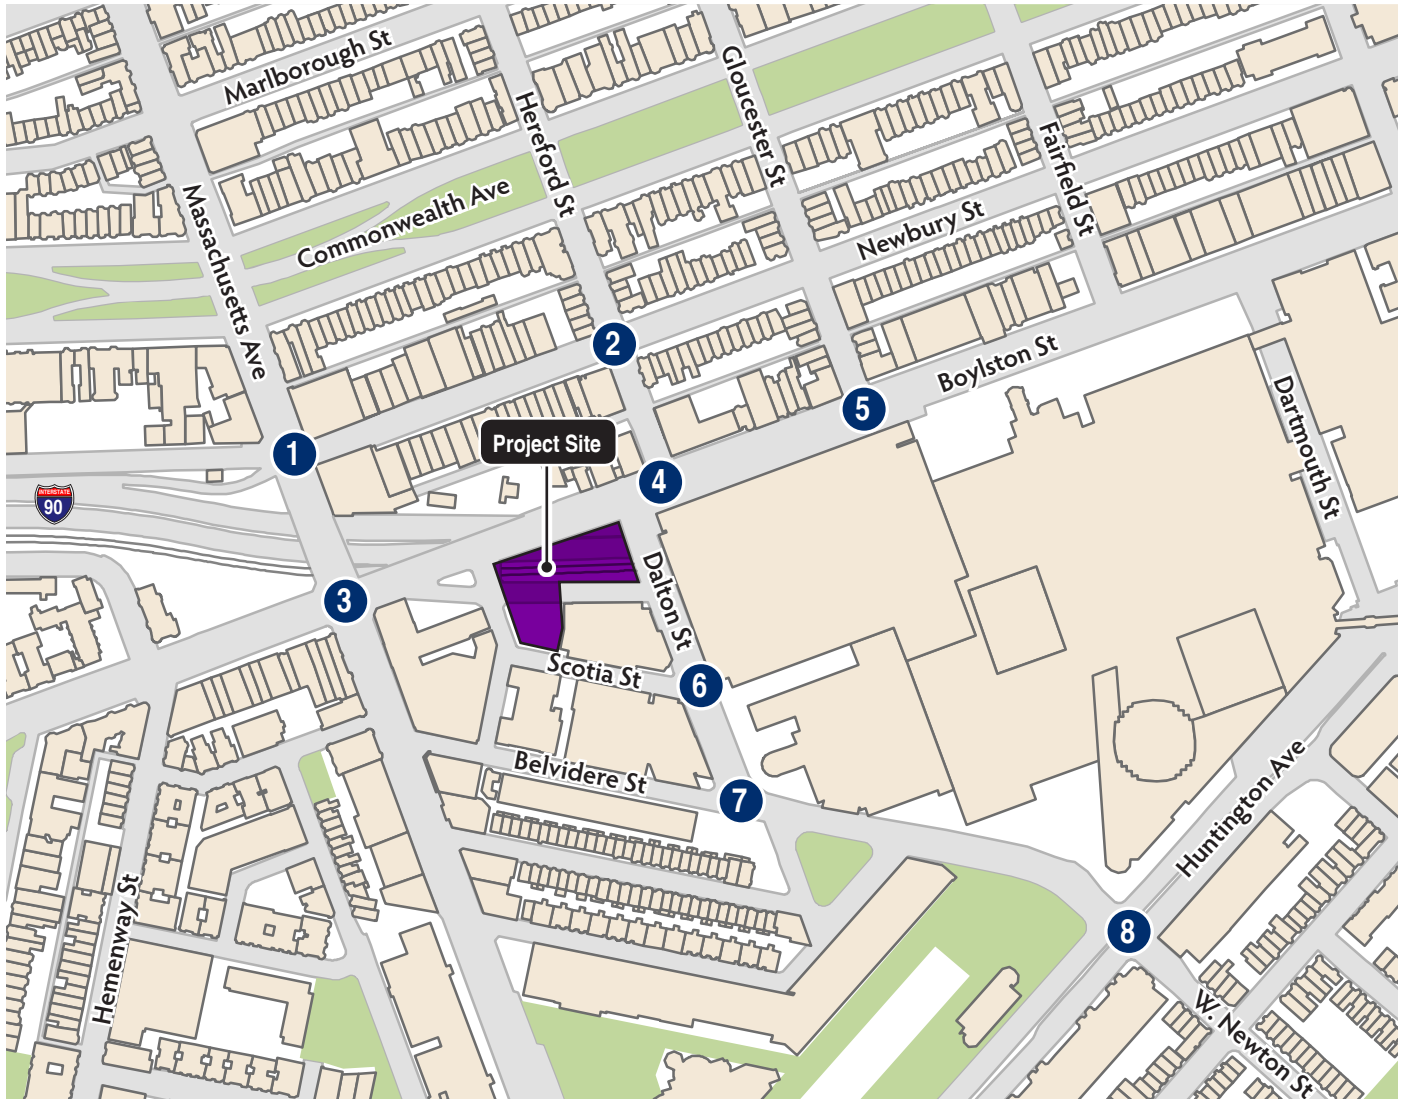 Marlborough St
Hereford St
Gloucester St
Fairfield St
Massachusetts Ave
Commonwealth Ave
Newbury St
2
Boylston St
5
Dartmouth St
1
Project Site
4
INTERSTATE
90
3
Dalton St
Scotia St
6
Belvidere St
7
Huntington Ave
Hemenway St
8
W. Newton St